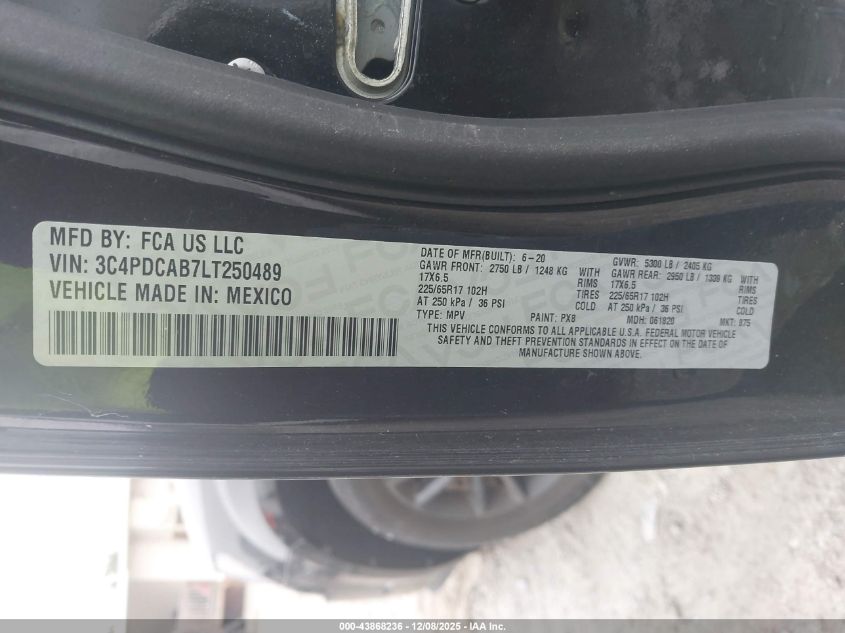 MFD BY: FCA US LLC
VIN: 3C4PDCAB7LT250489
VEHICLE MADE IN: MEXICO
DATE OF MFR(BUILT): 6-20 GVWR: 5300 LB / 2405 KG
GAWR FRONT: 2750 LB / 1248 KG WITH GAWR REAR: 2950 LB / 1339 KG WITH
17X6.5 RIMS 17X6.5 RIMS
225/65R17 102H TIRES 225/65R17 102H TIRES
AT 250 kPa / 36 PSI COLD AT 250 kPa / 36 PSI COLD
TYPE: MPV PAINT: PX8 MDH: 061820 MKT: 975
THIS VEHICLE CONFORMS TO ALL APPLICABLE U.S.A. FEDERAL MOTOR VEHICLE
SAFETY AND THEFT PREVENTION STANDARDS IN EFFECT ON THE DATE OF
MANUFACTURE SHOWN ABOVE.
000-43868236 - 12/08/2025 - IAA Inc.